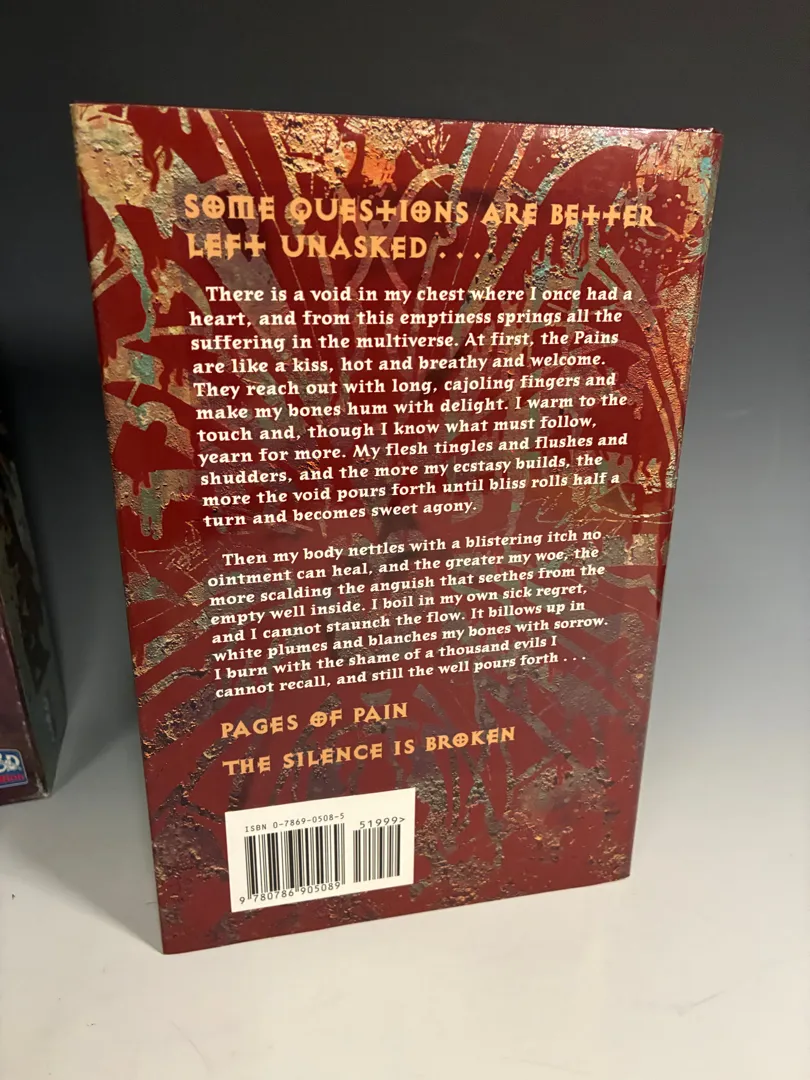 SOME QUESTIONS ARE BETTER
LEFT UNASKED . . .
There is a void in my chest where I once had a
heart, and from this emptiness springs all the
suffering in the multiverse. At first, the Pains
are like a kiss, hot and breathy and welcome.
They reach out with long, cajoling fingers and
make my bones hum with delight. I warm to the
touch and, though I know what must follow,
yearn for more. My flesh tingles and flushes and
shudders, and the more my ecstasy builds, the
more the void pours forth until bliss rolls half a
turn and becomes sweet agony.
Then my body nettles with a blistering itch no
ointment can heal, and the greater my woe, the
more scalding the anguish that seethes from the
empty well inside. I boil in my own sick regret,
and I cannot staunch the flow. It billows up in
white plumes and blanches my bones with sorrow.
I burn with the shame of a thousand evils I
cannot recall, and still the well pours forth . . .
PAGES OF PAIN
THE SILENCE IS BROKEN
ISBN 0-7869-0508-5
51999>
9 780786 905089